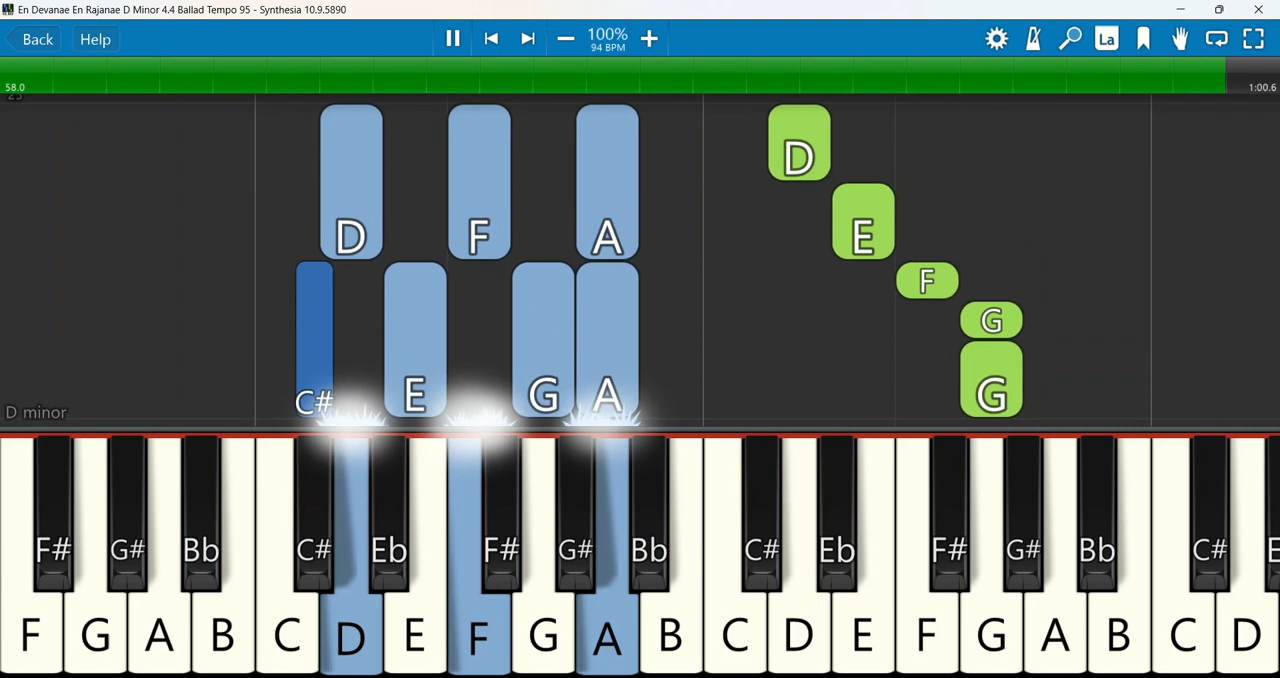 En Devanae En Rajanae D Minor 4.4 Ballad Tempo 95 - Synthesia 10.9.5890
Back Help 100% La
94 BPM
58.0 1:00.6
25
D F A D
E
F
G
C# E G A G
D minor
F# G# Bb C# Eb F# G# Bb C# Eb F# G# Bb C# E
F G A B C D E F G A B C D E F G A B C D